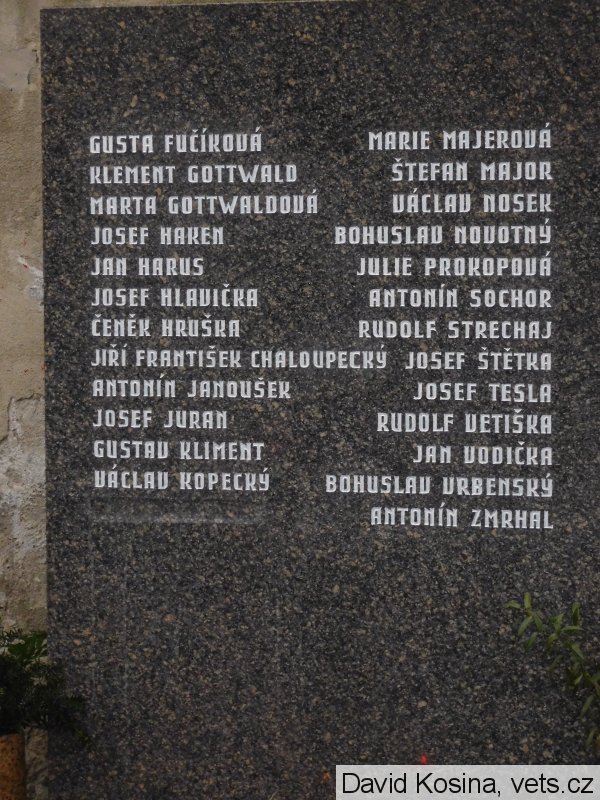 GUSTA FUČÍKOVÁ
KLEMENT GOTTWALD
MARTA GOTTWALDOVÁ
JOSEF HAKEN
JAN HARUS
JOSEF HLAVIČKA
ČENĚK HRUŠKA
JIŘÍ FRANTIŠEK CHALOUPECKÝ
ANTONÍN JANOUŠEK
JOSEF JURAN
GUSTAV KLIMENT
VÁCLAV KOPECKÝ
MARIE MAJEROVÁ
ŠTEFAN MAJOR
VÁCLAV NOSEK
BOHUSLAV NOVOTNÝ
JULIE PROKOPOVÁ
ANTONÍN SOCHOR
RUDOLF STRECHAJ
JOSEF ŠTĚTKA
JOSEF TESLA
RUDOLF VETIŠKA
JAN VODIČKA
BOHUSLAV VRBENSKÝ
ANTONÍN ZMRHAL
David Kosina, vets.cz